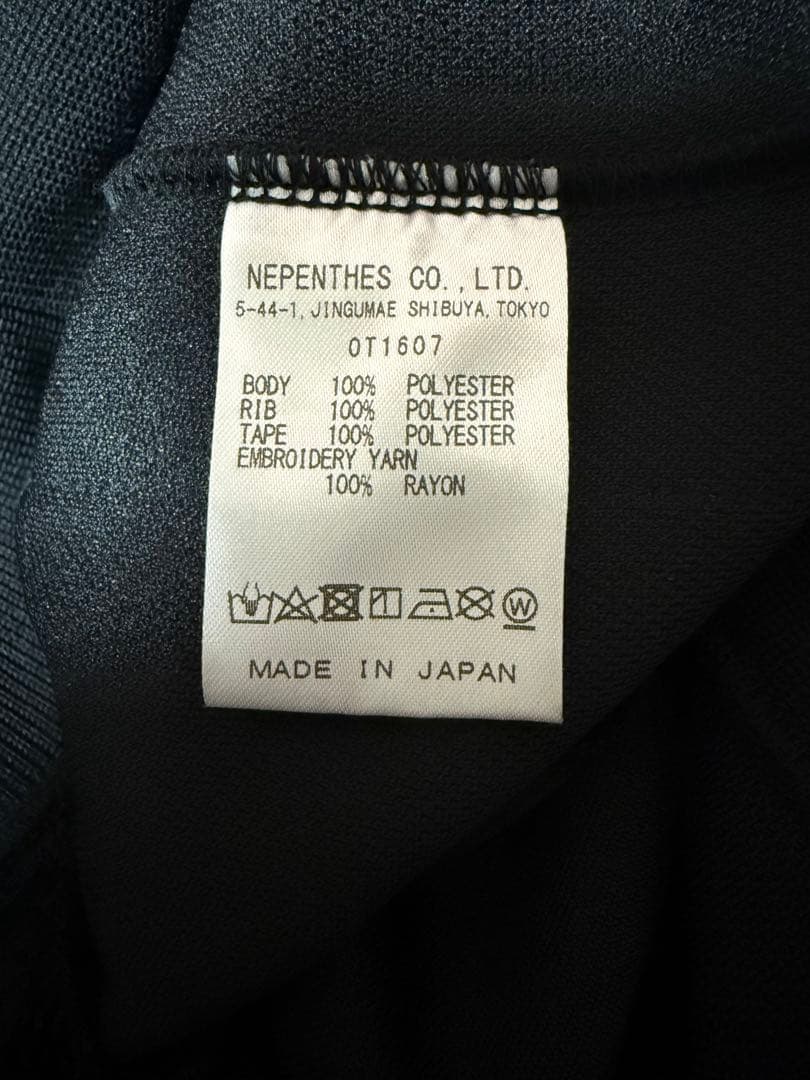 NEPENTHES CO.,LTD.
5-44-1, JINGUMAE SHIBUYA, TOKYO
OT1607
BODY 100% POLYESTER
RIB 100% POLYESTER
TAPE 100% POLYESTER
EMBROIDERY YARN
100% RAYON
W
MADE IN JAPAN